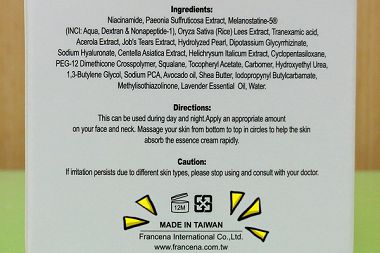 Ingredients:
Niacinamide, Paeonia Suffruticosa Extract, Melanostatine-5®
(INCI: Aqua, Dextran & Nonapeptide-1), Oryza Sativa (Rice) Lees Extract, Tranexamic acid,
Acerola Extract, Job's Tears Extract, Hydrolyzed Pearl, Dipotassium Glycyrrhizinate,
Sodium Hyaluronate, Centella Asiatica Extract, Helichrysum Italicum Extract, Cyclopentasiloxane,
PEG-12 Dimethicone Crosspolymer, Squalane, Tocopheryl Acetate, Carbomer, Hydroxyethyl Urea,
1,3-Butylene Glycol, Sodium PCA, Avocado oil, Shea Butter, Iodopropynyl Butylcarbamate,
Methylisothiazolinone, Lavender Essential Oil, Water.
Directions:
This can be used during day and night.Apply an appropriate amount
on your face and neck. Massage your skin from bottom to top in circles to help the skin
absorb the essence cream rapidly.
Caution:
If irritation persists due to different skin types, please stop using and consult with your doctor.
12M
MADE IN TAIWAN
Francena International Co.,Ltd.
www.francena.com.tw